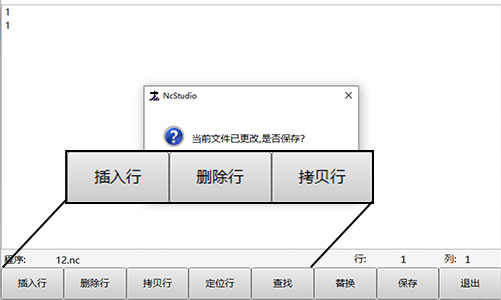 1
1
NcStudio
当前文件已更改,是否保存?
插入行 删除行 拷贝行
程序: 12.nc 行: 1 列: 1
插入行 删除行 拷贝行 定位行 查找 替换 保存 退出